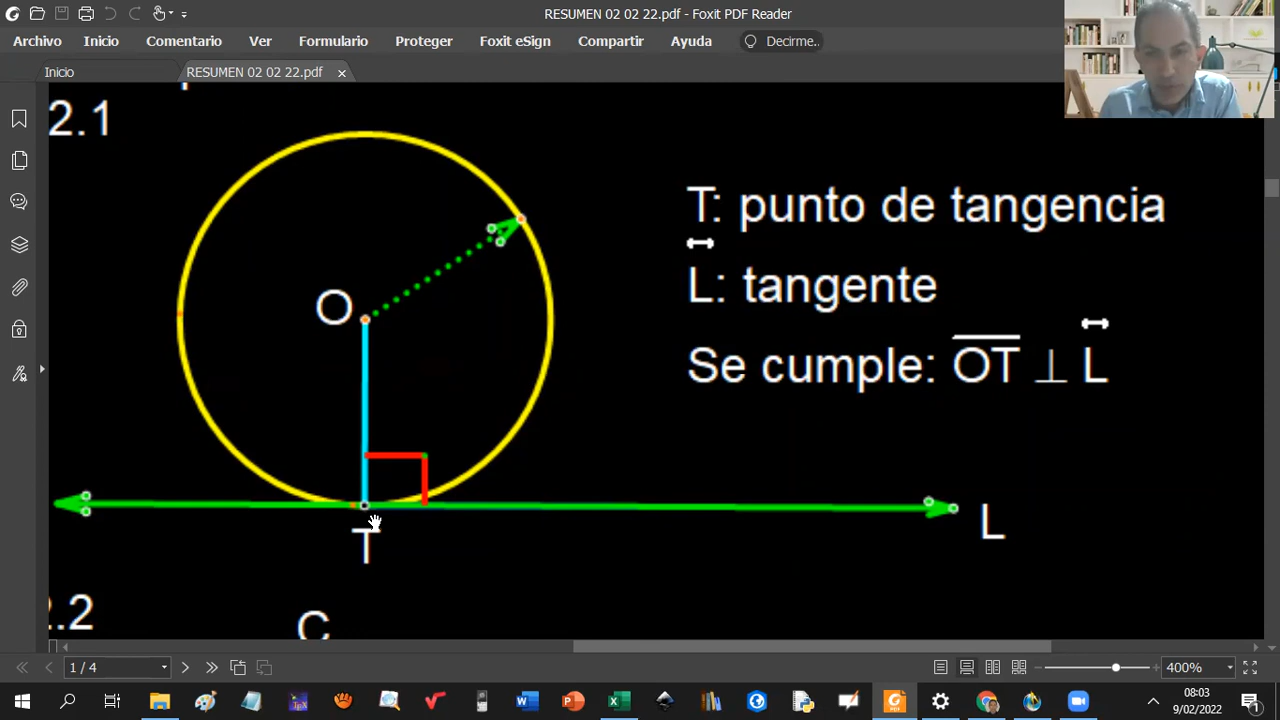 RESUMEN 02 02 22.pdf - Foxit PDF Reader
Archivo Inicio Comentario Ver Formulario Proteger Foxit eSign Compartir Ayuda Decirme..
Inicio RESUMEN 02 02 22.pdf
2.1
T: punto de tangencia
L: tangente
O
Se cumple: OT ⊥ L
T
L
2.2
C
1 / 4
400%
08:03
9/02/2022